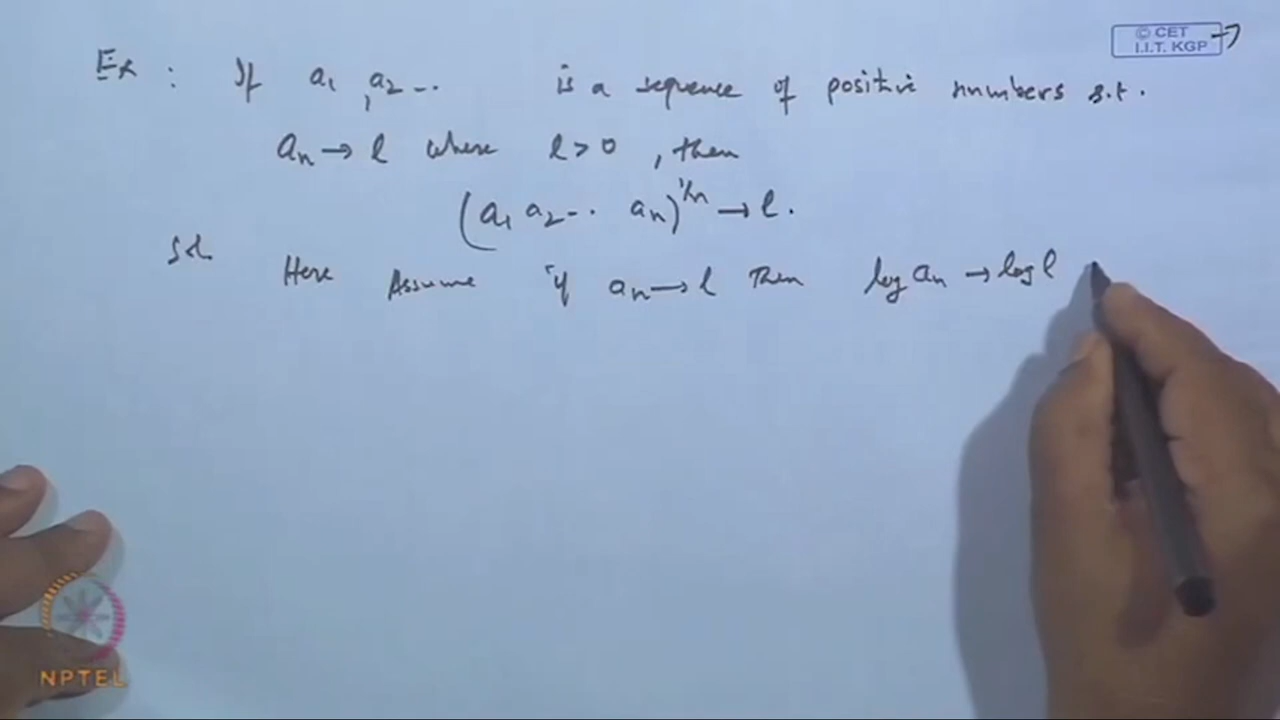 © CET
I.I.T. KGP
Ex : If a₁, a₂ -- is a sequence of positive numbers s.t.
aₙ → l where l > 0, then
(a₁ a₂ -- aₙ)^{1/n} → l.
Sol. Here Assume if aₙ → l Then log aₙ → log l
NPTEL